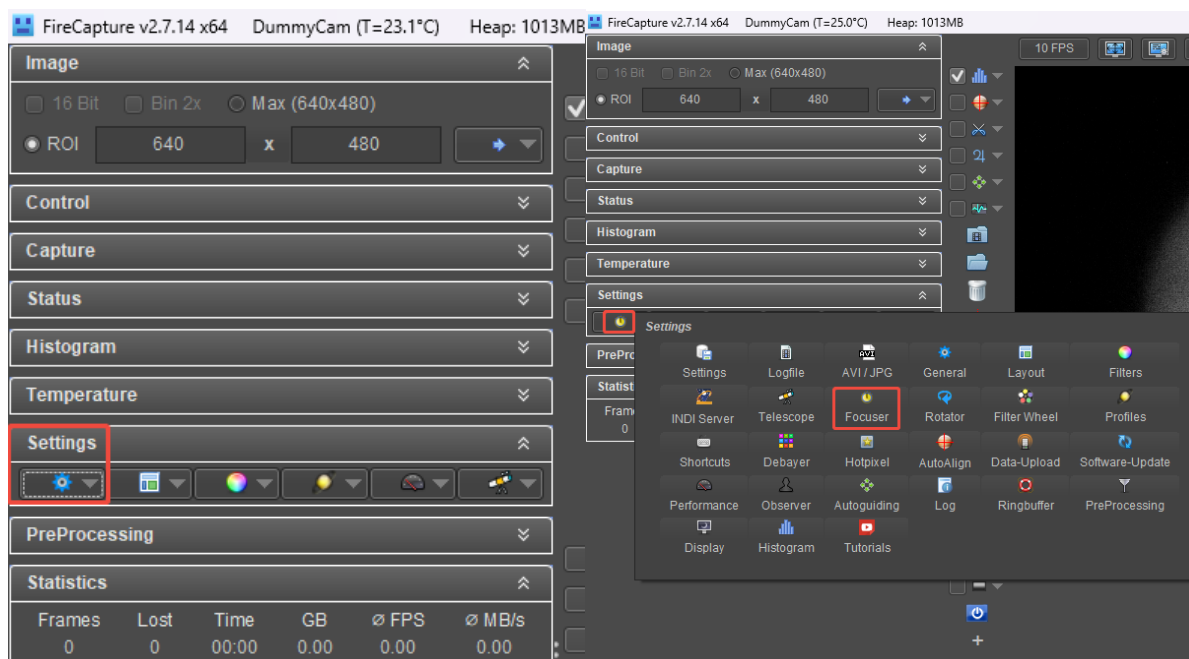 FireCapture v2.7.14 x64 DummyCam (T=23.1°C) Heap: 1013MB
Image
16 Bit Bin 2x Max (640x480)
ROI 640 x 480
Control
Capture
Status
Histogram
Temperature
Settings
PreProcessing
Statistics
Frames Lost Time GB ∅ FPS ∅ MB/s
0 0 00:00 0.00 0.00 0.00
FireCapture v2.7.14 x64 DummyCam (T=25.0°C) Heap: 1013MB
Image
10 FPS
16 Bit Bin 2x Max (640x480)
ROI 640 x 480
Control
Capture
Status
Histogram
Temperature
Settings
PrePro
Statist
Fram
0
Settings
Settings Logfile AVI / JPG General Layout Filters
INDI Server Telescope Focuser Rotator Filter Wheel Profiles
Shortcuts Debayer Hotpixel AutoAlign Data-Upload Software-Update
Performance Observer Autoguiding Log Ringbuffer PreProcessing
Display Histogram Tutorials